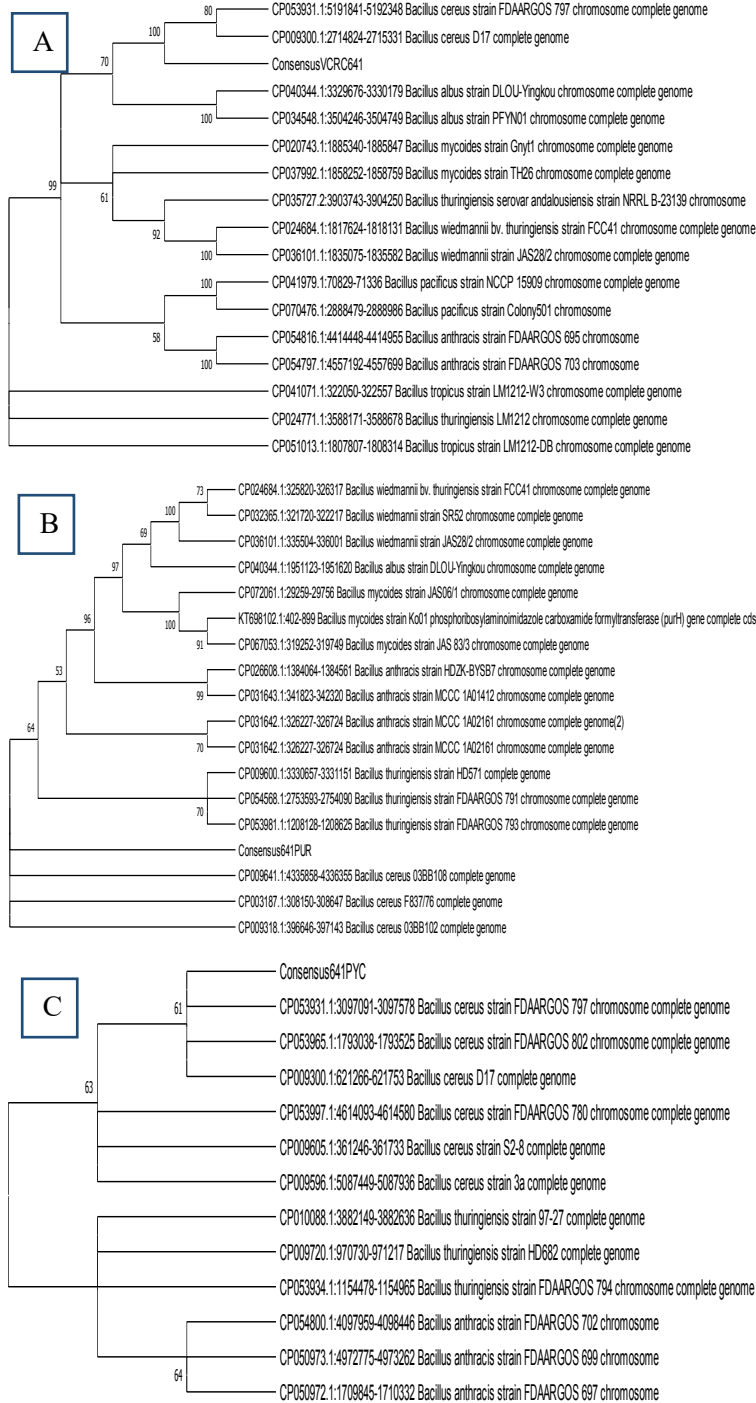 A
80
CP053931.1:5191841-5192348 Bacillus cereus strain FDAARGOS 797 chromosome complete genome
100
CP009300.1:2714824-2715331 Bacillus cereus D17 complete genome
70
ConsensusVCRC641
CP040344.1:3329676-3330179 Bacillus albus strain DLOU-Yingkou chromosome complete genome
100
CP034548.1:3504246-3504749 Bacillus albus strain PFYN01 chromosome complete genome
CP020743.1:1885340-1885847 Bacillus mycoides strain Gnyt1 chromosome complete genome
99
CP037992.1:1858252-1858759 Bacillus mycoides strain TH26 chromosome complete genome
61
CP035727.2:3903743-3904250 Bacillus thuringiensis serovar andalousiensis strain NRRL B-23139 chromosome
92
CP024684.1:1817624-1818131 Bacillus wiedmannii bv. thuringiensis strain FCC41 chromosome complete genome
100
CP036101.1:1835075-1835582 Bacillus wiedmannii strain JAS28/2 chromosome complete genome
100
CP041979.1:70829-71336 Bacillus pacificus strain NCCP 15909 chromosome complete genome
CP070476.1:2888479-2888986 Bacillus pacificus strain Colony501 chromosome
58
CP054816.1:4414448-4414955 Bacillus anthracis strain FDAARGOS 695 chromosome
100
CP054797.1:4557192-4557699 Bacillus anthracis strain FDAARGOS 703 chromosome
CP041071.1:322050-322557 Bacillus tropicus strain LM1212-W3 chromosome complete genome
CP024771.1:3588171-3588678 Bacillus thuringiensis LM1212 chromosome complete genome
CP051013.1:1807807-1808314 Bacillus tropicus strain LM1212-DB chromosome complete genome
B
73
CP024684.1:325820-326317 Bacillus wiedmannii bv. thuringiensis strain FCC41 chromosome complete genome
100
CP032365.1:321720-322217 Bacillus wiedmannii strain SR52 chromosome complete genome
69
CP036101.1:335504-336001 Bacillus wiedmannii strain JAS28/2 chromosome complete genome
97
CP040344.1:1951123-1951620 Bacillus albus strain DLOU-Yingkou chromosome complete genome
CP072061.1:29259-29756 Bacillus mycoides strain JAS06/1 chromosome complete genome
96
100
KT698102.1:402-899 Bacillus mycoides strain Ko01 phosphoribosylaminoimidazole carboxamide formyltransferase (purH) gene complete cds
91
CP067053.1:319252-319749 Bacillus mycoides strain JAS 83/3 chromosome complete genome
53
CP026608.1:1384064-1384561 Bacillus anthracis strain HDZK-BYSB7 chromosome complete genome
99
CP031643.1:341823-342320 Bacillus anthracis strain MCCC 1A01412 chromosome complete genome
64
CP031642.1:326227-326724 Bacillus anthracis strain MCCC 1A02161 chromosome complete genome(2)
70
CP031642.1:326227-326724 Bacillus anthracis strain MCCC 1A02161 chromosome complete genome
CP009600.1:3330657-3331151 Bacillus thuringiensis strain HD571 complete genome
CP054568.1:2753593-2754090 Bacillus thuringiensis strain FDAARGOS 791 chromosome complete genome
70
CP053981.1:1208128-1208625 Bacillus thuringiensis strain FDAARGOS 793 chromosome complete genome
Consensus641PUR
CP009641.1:4335858-4336355 Bacillus cereus 03BB108 complete genome
CP003187.1:308150-308647 Bacillus cereus F837/76 complete genome
CP009318.1:396646-397143 Bacillus cereus 03BB102 complete genome
C
Consensus641PYC
61
CP053931.1:3097091-3097578 Bacillus cereus strain FDAARGOS 797 chromosome complete genome
CP053965.1:1793038-1793525 Bacillus cereus strain FDAARGOS 802 chromosome complete genome
CP009300.1:621266-621753 Bacillus cereus D17 complete genome
63
CP053997.1:4614093-4614580 Bacillus cereus strain FDAARGOS 780 chromosome complete genome
CP009605.1:361246-361733 Bacillus cereus strain S2-8 complete genome
CP009596.1:5087449-5087936 Bacillus cereus strain 3a complete genome
CP010088.1:3882149-3882636 Bacillus thuringiensis strain 97-27 complete genome
CP009720.1:970730-971217 Bacillus thuringiensis strain HD682 complete genome
CP053934.1:1154478-1154965 Bacillus thuringiensis strain FDAARGOS 794 chromosome complete genome
CP054800.1:4097959-4098446 Bacillus anthracis strain FDAARGOS 702 chromosome
CP050973.1:4972775-4973262 Bacillus anthracis strain FDAARGOS 699 chromosome
64
CP050972.1:1709845-1710332 Bacillus anthracis strain FDAARGOS 697 chromosome